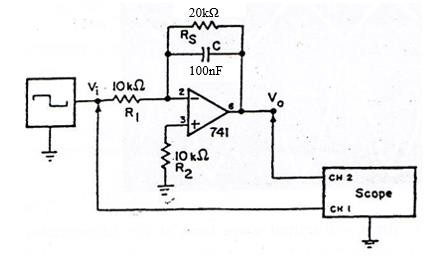 20kΩ
RS
C
100nF
Vi 10kΩ
R1
2
-
6
Vo
3
+
741
10kΩ
R2
CH 2
Scope
CH 1